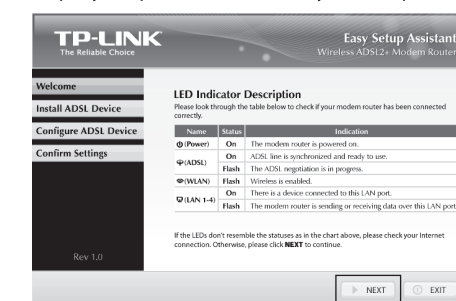 TP-LINK
The Reliable Choice
Easy Setup Assistant
Wireless ADSL2+ Modem Router
Welcome
Install ADSL Device
Configure ADSL Device
Confirm Settings
Rev 1.0
LED Indicator Description
Please look through the table below to check if your modem router has been connected
correctly.
Name Status Indication
(Power) On The modem router is powered on.
(ADSL) On ADSL line is synchronized and ready to use.
Flash The ADSL negotiation is in progress.
(WLAN) Flash Wireless is enabled.
(LAN 1-4) On There is a device connected to this LAN port.
Flash The modem router is sending or receiving data over this LAN port
If the LEDs don't resemble the statuses as in the chart above, please check your Internet
connection. Otherwise, please click NEXT to continue.
NEXT EXIT